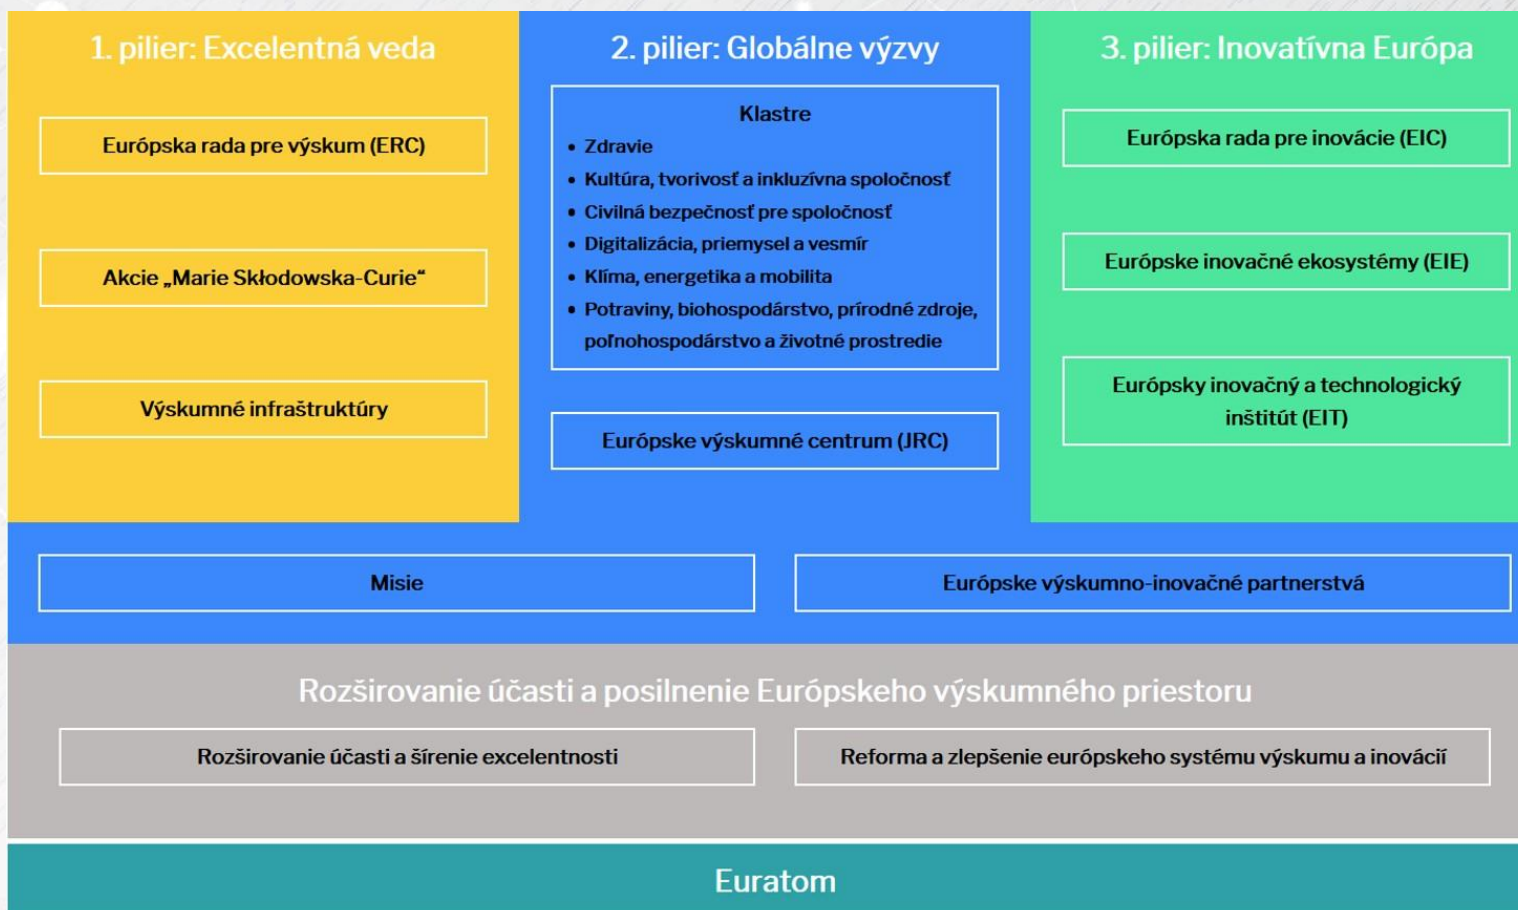 1. pilier: Excelentná veda
Európska rada pre výskum (ERC)
Akcie „Marie Skłodowska-Curie“
Výskumné infraštruktúry
2. pilier: Globálne výzvy
Klastre
• Zdravie
• Kultúra, tvorivosť a inkluzívna spoločnosť
• Civilná bezpečnosť pre spoločnosť
• Digitalizácia, priemysel a vesmír
• Klíma, energetika a mobilita
• Potraviny, biohospodárstvo, prírodné zdroje,
poľnohospodárstvo a životné prostredie
Európske výskumné centrum (JRC)
3. pilier: Inovatívna Európa
Európska rada pre inovácie (EIC)
Európske inovačné ekosystémy (EIE)
Európsky inovačný a technologický
inštitút (EIT)
Misie
Európske výskumno-inovačné partnerstvá
Rozširovanie účasti a posilnenie Európskeho výskumného priestoru
Rozširovanie účasti a šírenie excelentnosti
Reforma a zlepšenie európskeho systému výskumu a inovácií
Euratom